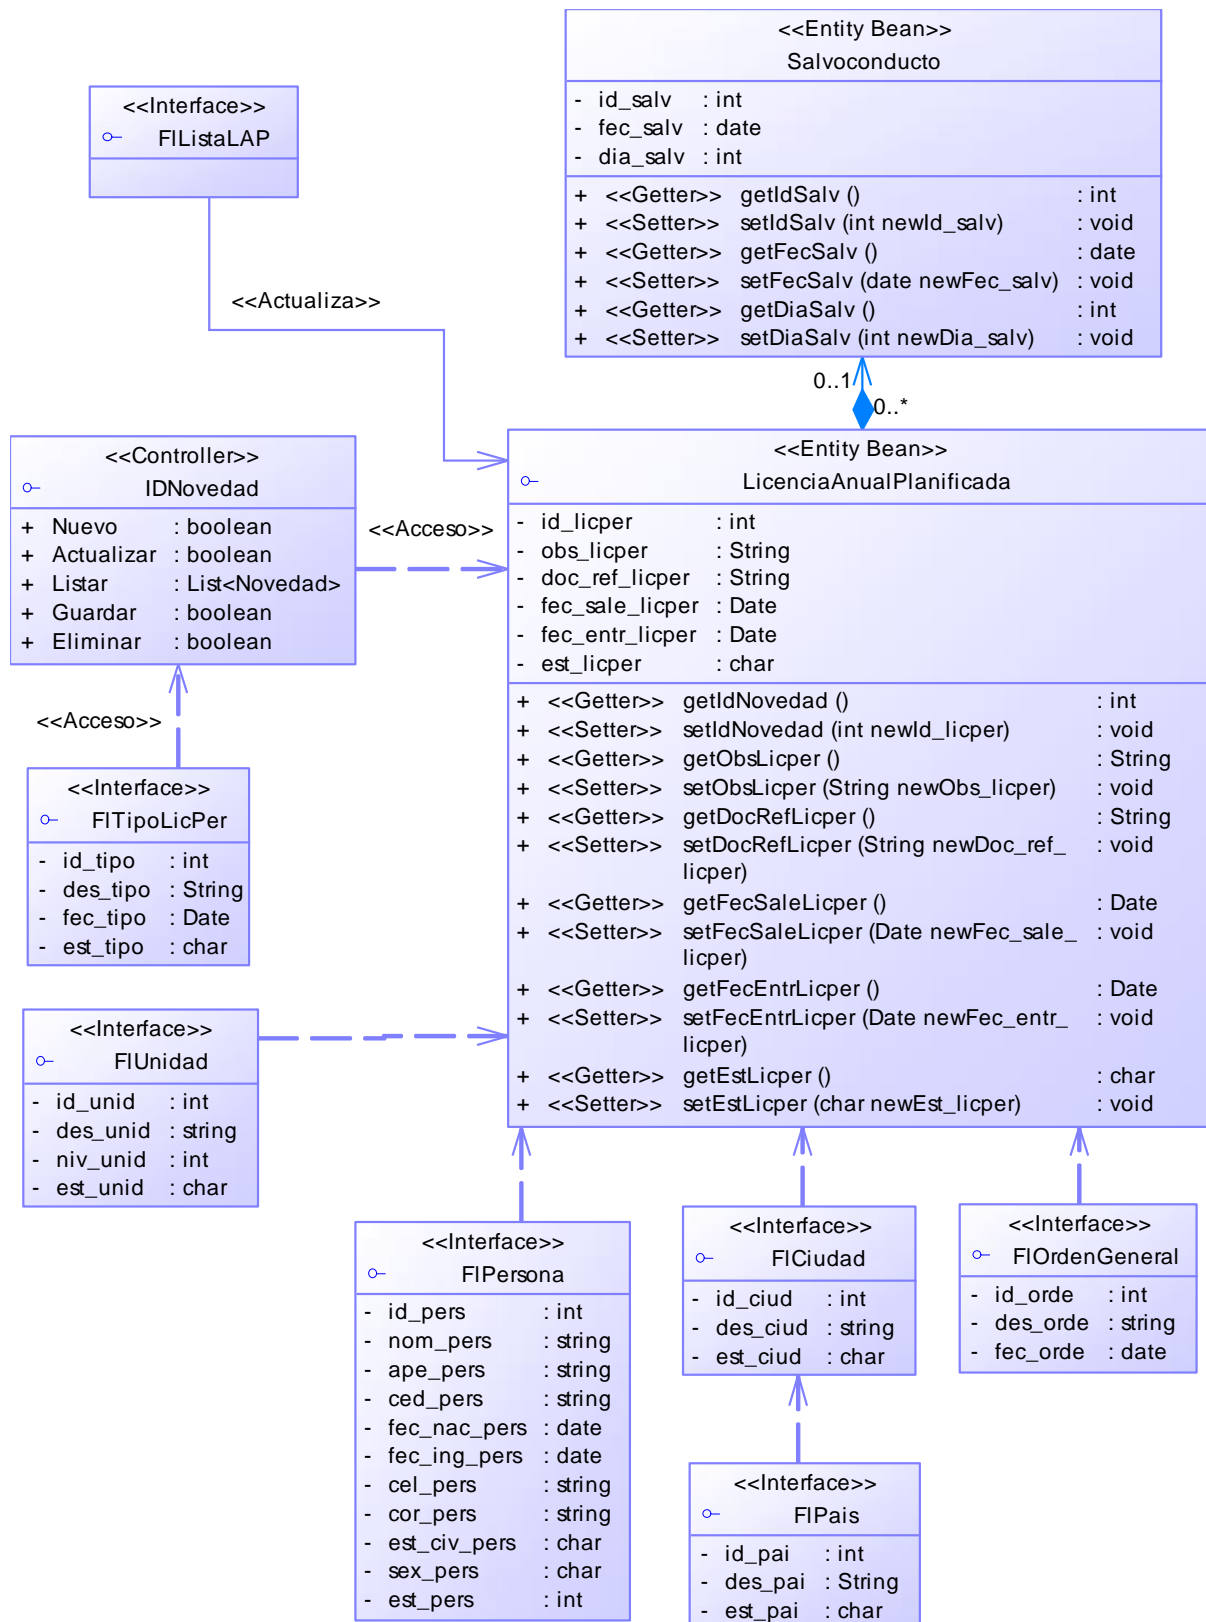 <<Entity Bean>>
Salvoconducto
- id_salv : int
- fec_salv : date
- dia_salv : int
+ <<Getter>> getIdSalv () : int
+ <<Setter>> setIdSalv (int newId_salv) : void
+ <<Getter>> getFecSalv () : date
+ <<Setter>> setFecSalv (date newFec_salv) : void
+ <<Getter>> getDiaSalv () : int
+ <<Setter>> setDiaSalv (int newDia_salv) : void
<<Interface>>
FlListaLAP
<<Actualiza>>
0..1
0..*
<<Controller>>
IDNovedad
+ Nuevo : boolean
+ Actualizar : boolean
+ Listar : List<Novedad>
+ Guardar : boolean
+ Eliminar : boolean
<<Acceso>>
<<Entity Bean>>
LicenciaAnualPlanificada
- id_licper : int
- obs_licper : String
- doc_ref_licper : String
- fec_sale_licper : Date
- fec_entr_licper : Date
- est_licper : char
+ <<Getter>> getIdNovedad () : int
+ <<Setter>> setIdNovedad (int newId_licper) : void
+ <<Getter>> getObsLicper () : String
+ <<Setter>> setObsLicper (String newObs_licper) : void
+ <<Getter>> getDocRefLicper () : String
+ <<Setter>> setDocRefLicper (String newDoc_ref_ : void
licper)
+ <<Getter>> getFecSaleLicper () : Date
+ <<Setter>> setFecSaleLicper (Date newFec_sale_ : void
licper)
+ <<Getter>> getFecEntrLicper () : Date
+ <<Setter>> setFecEntrLicper (Date newFec_entr_ : void
licper)
+ <<Getter>> getEstLicper () : char
+ <<Setter>> setEstLicper (char newEst_licper) : void
<<Acceso>>
<<Interface>>
FlTipoLicPer
- id_tipo : int
- des_tipo : String
- fec_tipo : Date
- est_tipo : char
<<Interface>>
FlUnidad
- id_unid : int
- des_unid : string
- niv_unid : int
- est_unid : char
<<Interface>>
FlPersona
- id_pers : int
- nom_pers : string
- ape_pers : string
- ced_pers : string
- fec_nac_pers : date
- fec_ing_pers : date
- cel_pers : string
- cor_pers : string
- est_civ_pers : char
- sex_pers : char
- est_pers : int
<<Interface>>
FlCiudad
- id_ciud : int
- des_ciud : string
- est_ciud : char
<<Interface>>
FlOrdenGeneral
- id_orde : int
- des_orde : string
- fec_orde : date
<<Interface>>
FlPais
- id_pai : int
- des_pai : String
- est_pai : char